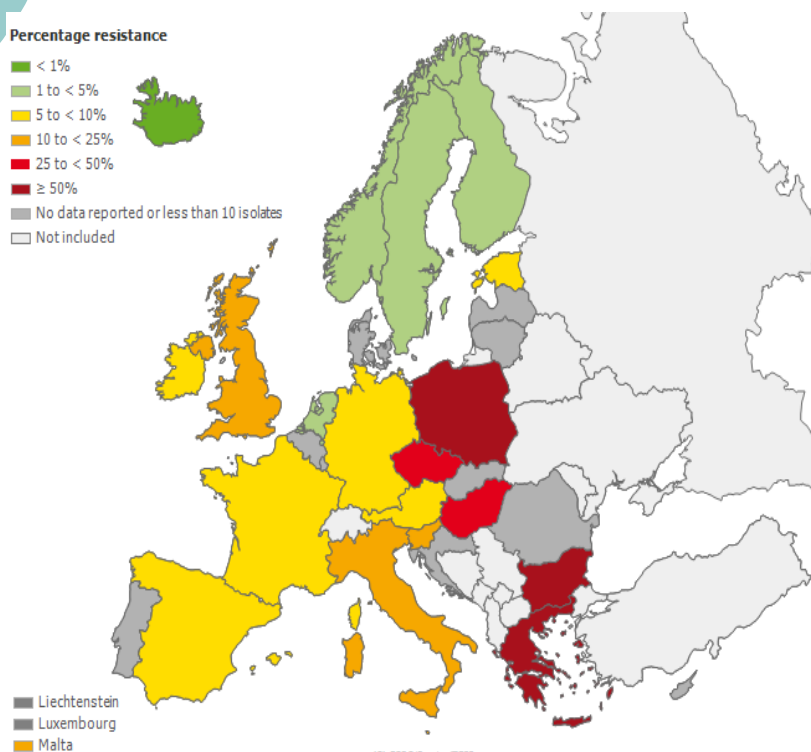 Percentage resistance
< 1%
1 to < 5%
5 to < 10%
10 to < 25%
25 to < 50%
≥ 50%
No data reported or less than 10 isolates
Not included
Liechtenstein
Luxembourg
Malta